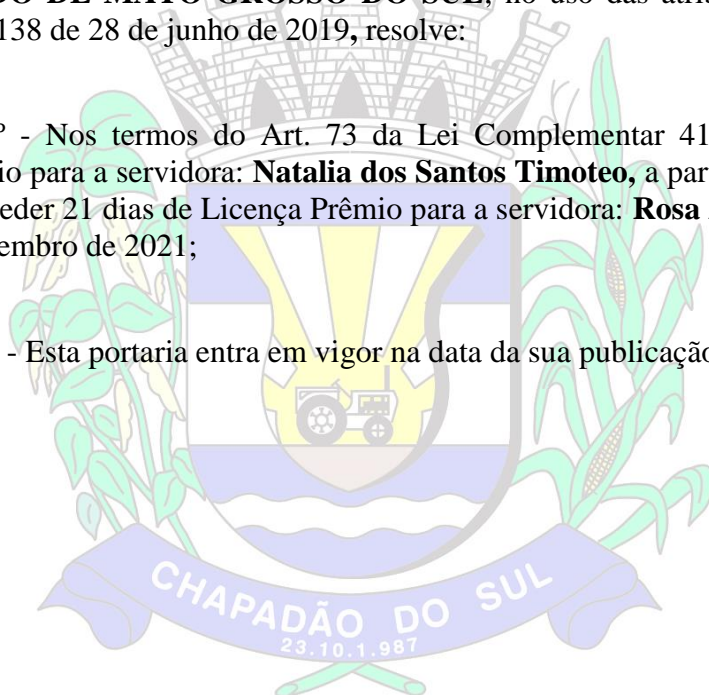 DO DE MATO GROSSO DO SUL, no uso das atri
138 de 28 de junho de 2019, resolve:
º - Nos termos do Art. 73 da Lei Complementar 41
io para a servidora: Natalia dos Santos Timoteo, a par
eder 21 dias de Licença Prêmio para a servidora: Rosa
embro de 2021;
- Esta portaria entra em vigor na data da sua publicação
CHAPADÃO DO SUL
23.10.1.987